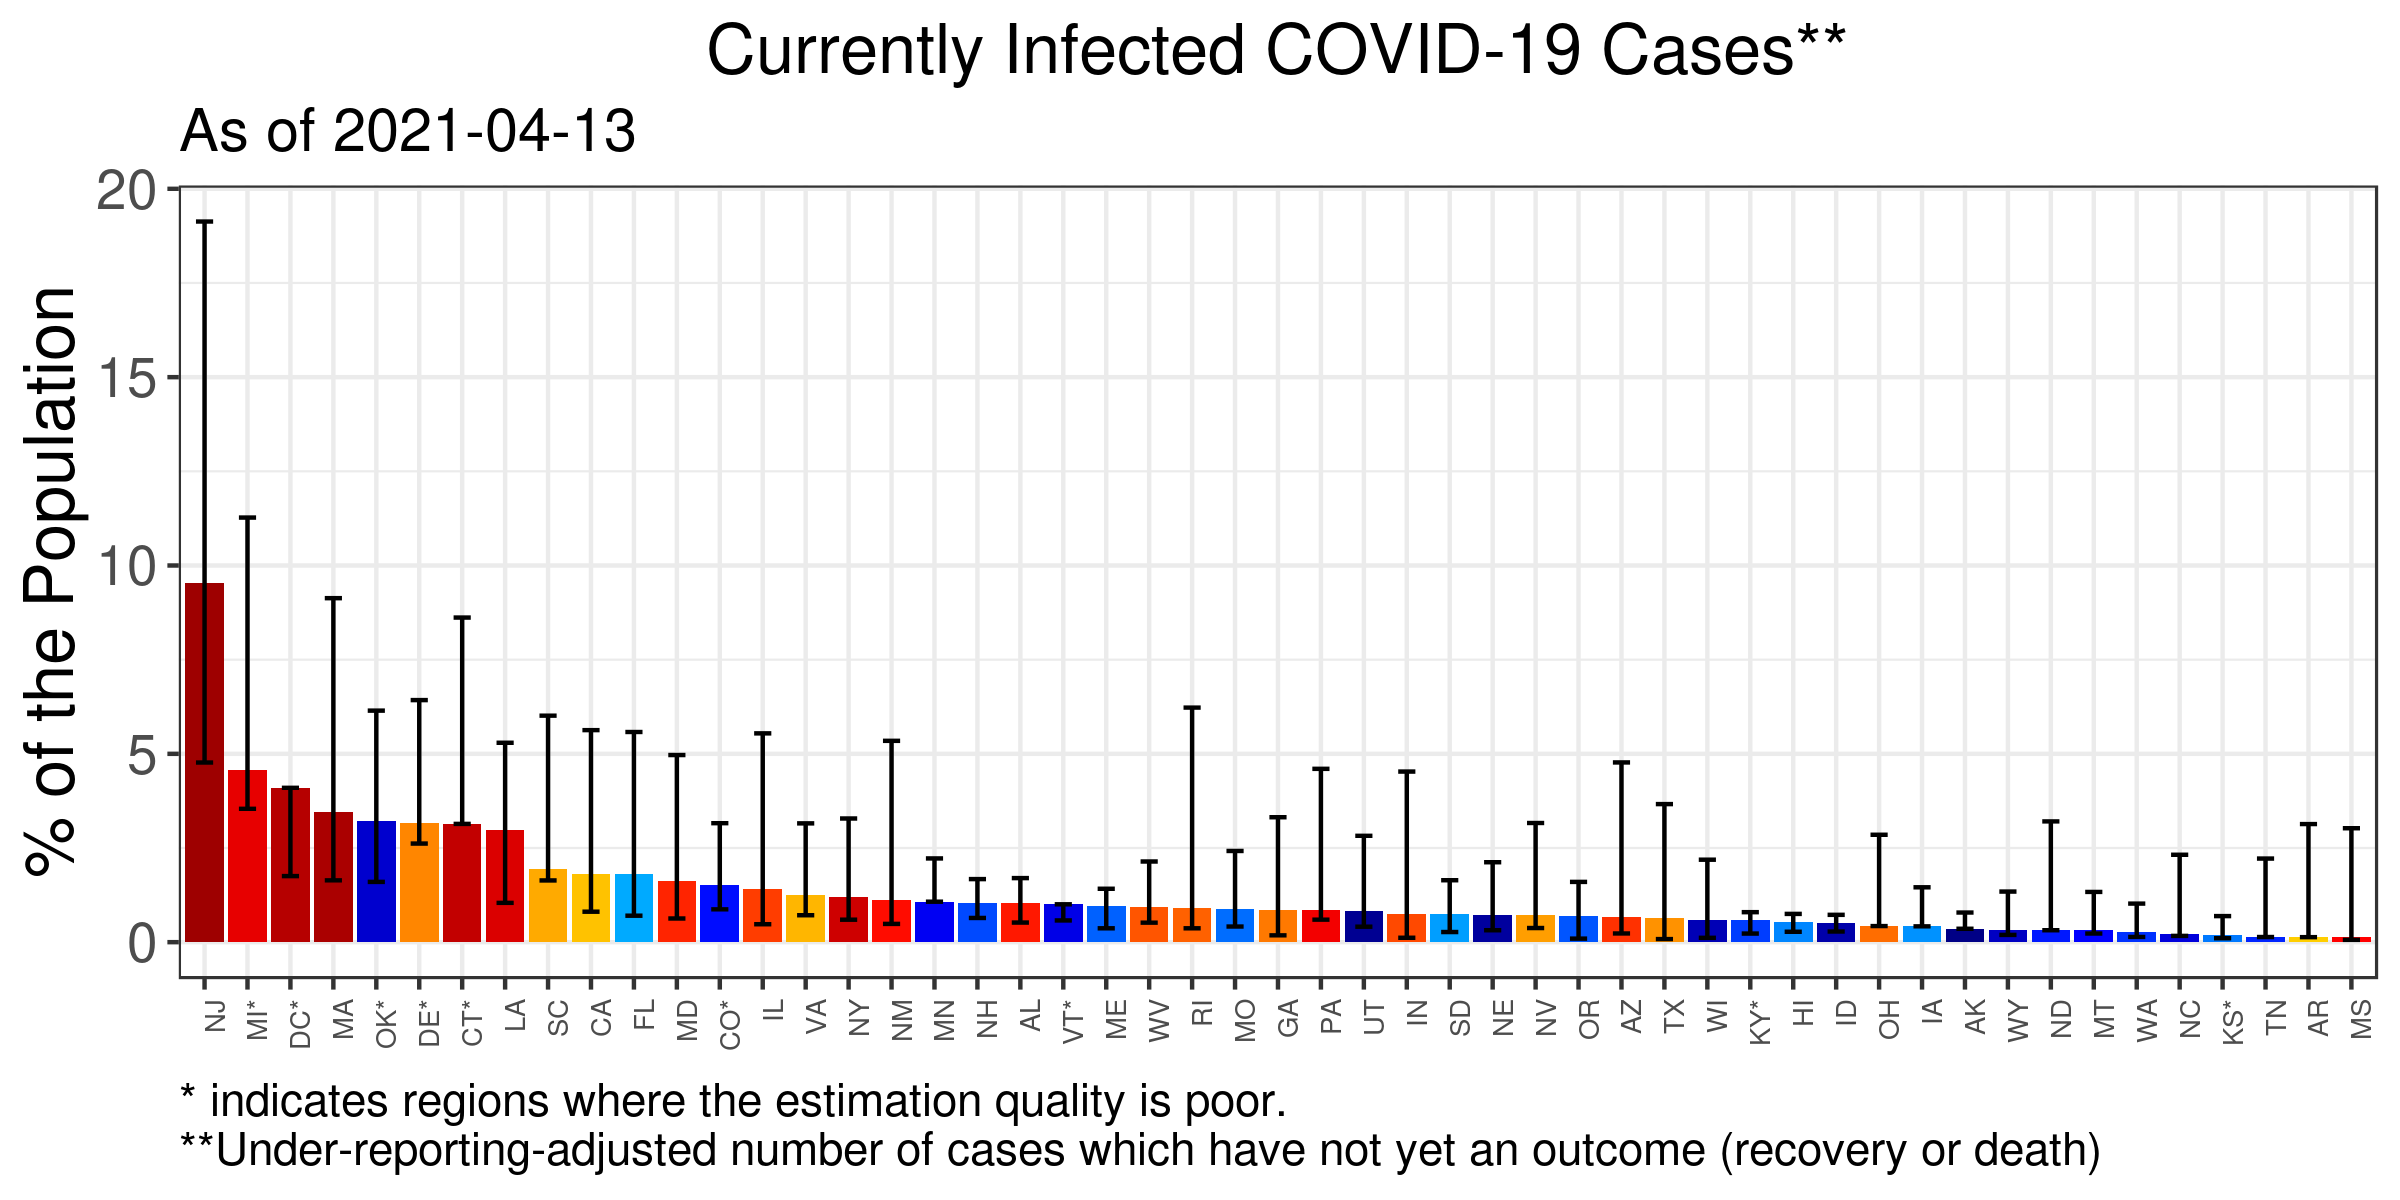 Currently Infected COVID-19 Cases**
As of 2021-04-13
% of the Population
20
15
10
5
0
NJ MI* DC* MA OK* DE* CT* LA SC CA FL MD CO* IL VA NY NM MN NH AL VT* ME WV RI MO GA PA UT IN SD NE NV OR AZ TX WI KY* HI ID OH IA AK WY ND MT WA NC KS* TN AR MS
* indicates regions where the estimation quality is poor.
**Under-reporting-adjusted number of cases which have not yet an outcome (recovery or death)